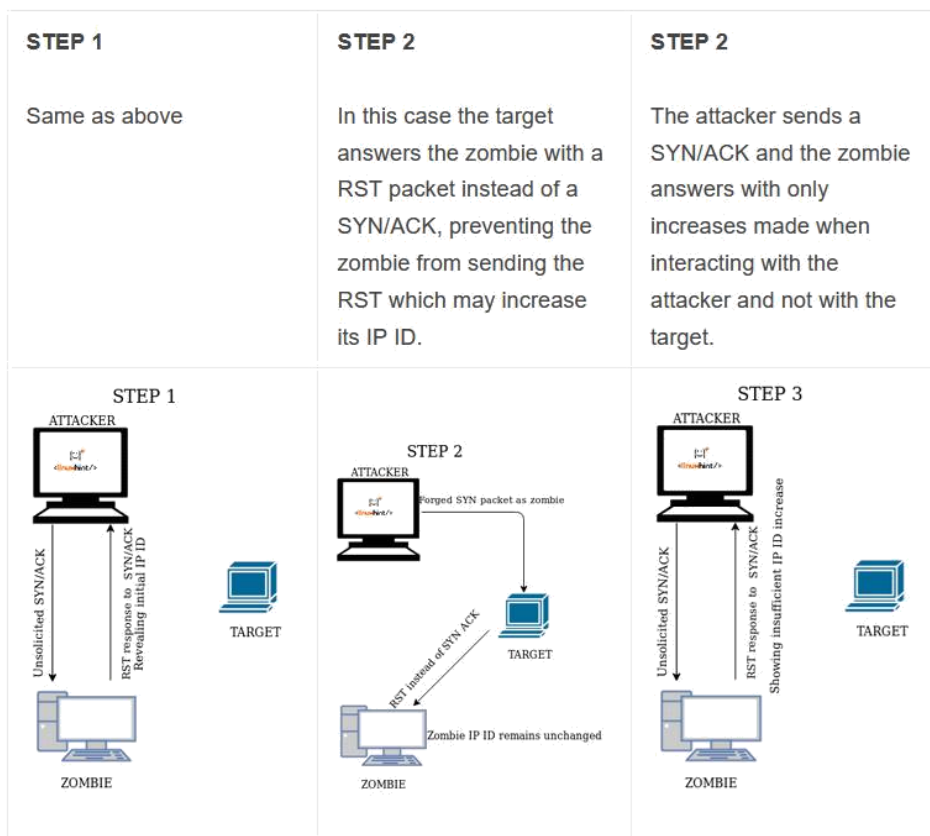 STEP 1
Same as above
STEP 2
In this case the target
answers the zombie with a
RST packet instead of a
SYN/ACK, preventing the
zombie from sending the
RST which may increase
its IP ID.
STEP 2
The attacker sends a
SYN/ACK and the zombie
answers with only
increases made when
interacting with the
attacker and not with the
target.
STEP 1
ATTACKER
<linuxhint/>
Unsolicited SYN/ACK
RST response to SYN/ACK
Revealing initial IP ID
TARGET
ZOMBIE
STEP 2
ATTACKER
<linuxhint/>
Forged SYN packet as zombie
TARGET
RST instead of SYN ACK
Zombie IP ID remains unchanged
ZOMBIE
STEP 3
ATTACKER
<linuxhint/>
Unsolicited SYN/ACK
RST response to SYN/ACK
Showing insufficient IP ID increase
TARGET
ZOMBIE